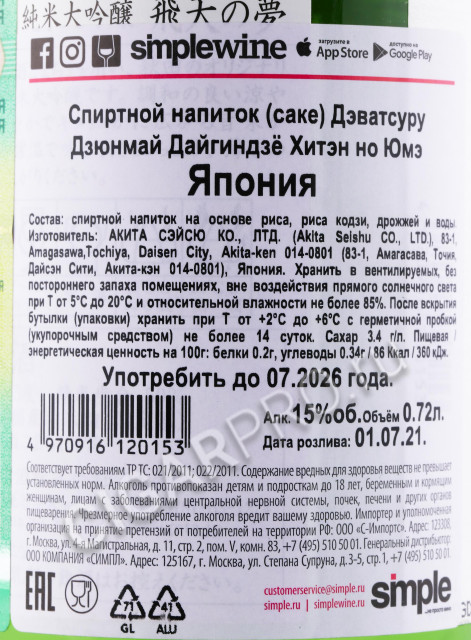 純米大吟醸 飛天の夢
simplewine загрузите в App Store доступно на Google Play
Спиртной напиток (саке) Дэватсуру
Дзюнмай Дайгиндзё Хитэн но Юмэ
Япония
Состав: спиртной напиток на основе риса, риса кодзи, дрожжей и воды.
Изготовитель: АКИТА СЭЙСЮ КО., ЛТД. (Akita Seishu CO., LTD.), 83-1,
Amagasawa,Tochiya, Daisen City, Akita-ken 014-0801 (83-1, Амагасава, Точия,
Дайсэн Сити, Акита-кэн 014-0801), Япония. Хранить в вентилируемых, без
постороннего запаха помещениях, вне воздействия прямого солнечного света
при Т от 5°С до 20°С и относительной влажности не более 85%. После вскрытия
бутылки (упаковки) хранить при Т от +2°С до +6°С с герметичной пробкой
(укупорочным средством) не более 14 суток. Сахар 3.4 г/л. Пищевая /
энергетическая ценность на 100г: белки 0.2г, углеводы 0.34г / 86 Ккал / 360 кДж.
Употребить до 07.2026 года.
Алк. 15%об. Объём 0.72л.
Дата розлива: 01.07.21.
4 970916 120153
Соответствует требованиям ТР ТС: 021/2011; 022/2011. Содержание вредных для здоровья веществ не превышает
установленных норм. Алкоголь противопоказан детям и подросткам до 18 лет, беременным и кормящим
женщинам, лицам с заболеваниями центральной нервной системы, почек, печени и других органов
пищеварения. Чрезмерное употребление алкоголя вредит вашему здоровью. Импортер и уполномоченная
организация на принятие претензий от потребителей на территории РФ: ООО «С-Импортс». Адрес: 123308,
г. Москва, ул. 4-я Магистральная, д. 11, стр. 2, пом. V, комн. 83, +7 (495) 510 50 01. Генеральный дистрибьютор:
ООО КОМПАНИЯ «СИМПЛ». Адрес: 125167, г. Москва, ул. Степана Супруна, д. 3-5, стр. 1, +7 (495) 510 50 01.
EAC
71
GL
41
ALU
customerservice@simple.ru
simple.ru | simplewine.ru
simple